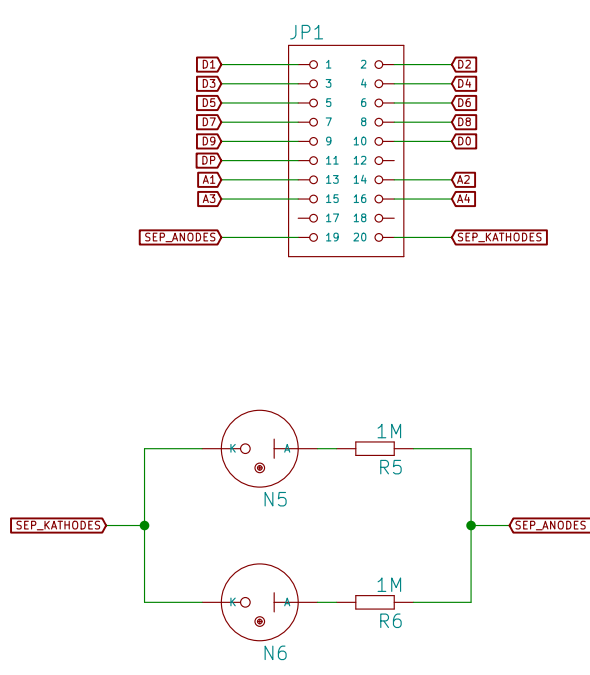 JP1
D1 1 2 D2
D3 3 4 D4
D5 5 6 D6
D7 7 8 D8
D9 9 10 D0
DP 11 12
A1 13 14 A2
A3 15 16 A4
17 18
SEP_ANODES 19 20 SEP_KATHODES
1M
K A
R5
N5
SEP_KATHODES SEP_ANODES
1M
K A
R6
N6